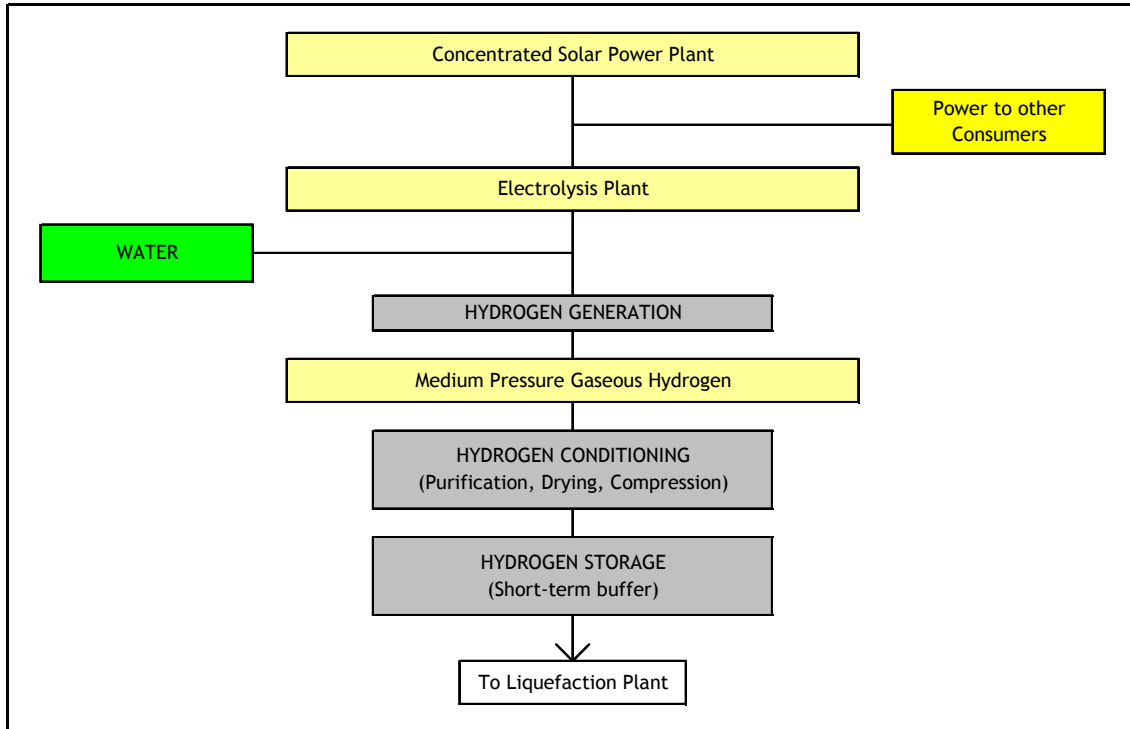 Concentrated Solar Power Plant
Power to other
Consumers
Electrolysis Plant
WATER
HYDROGEN GENERATION
Medium Pressure Gaseous Hydrogen
HYDROGEN CONDITIONING
(Purification, Drying, Compression)
HYDROGEN STORAGE
(Short-term buffer)
To Liquefaction Plant